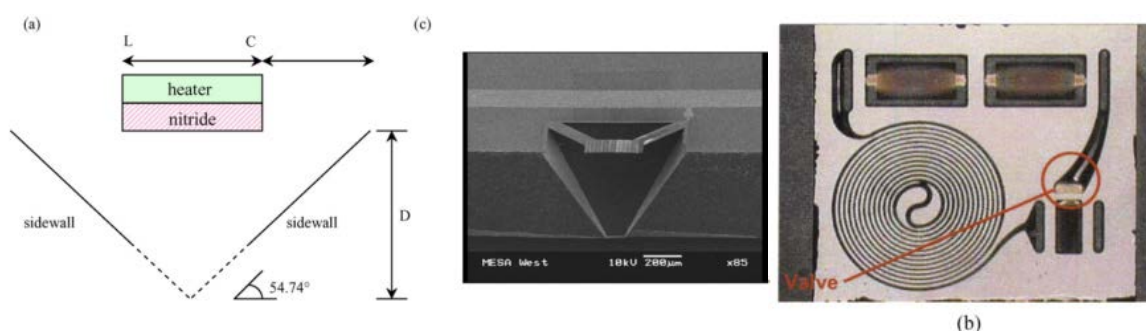 (a)
L
C
heater
nitride
sidewall
sidewall
D
54.74°
(c)
MESA West 10kV 200µm x85
Valve
(b)